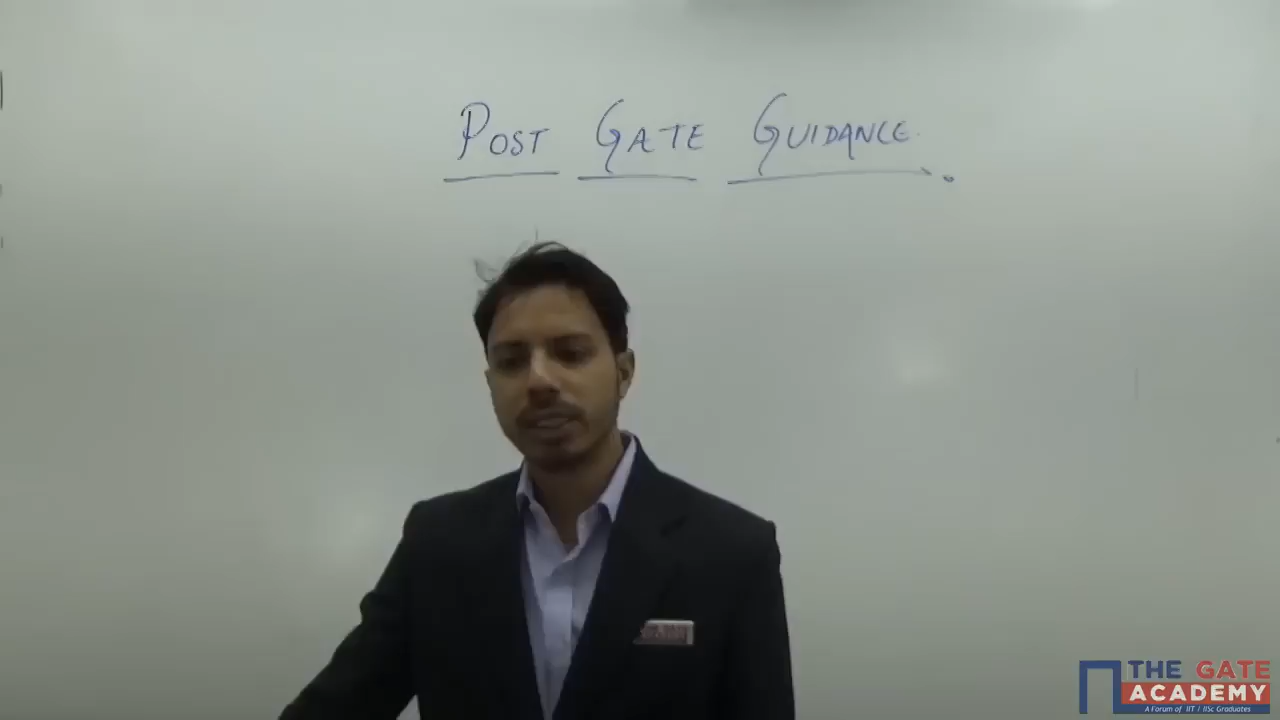 POST GATE GUIDANCE.
THE GATE
ACADEMY
A Forum of IIT / IISc Graduates